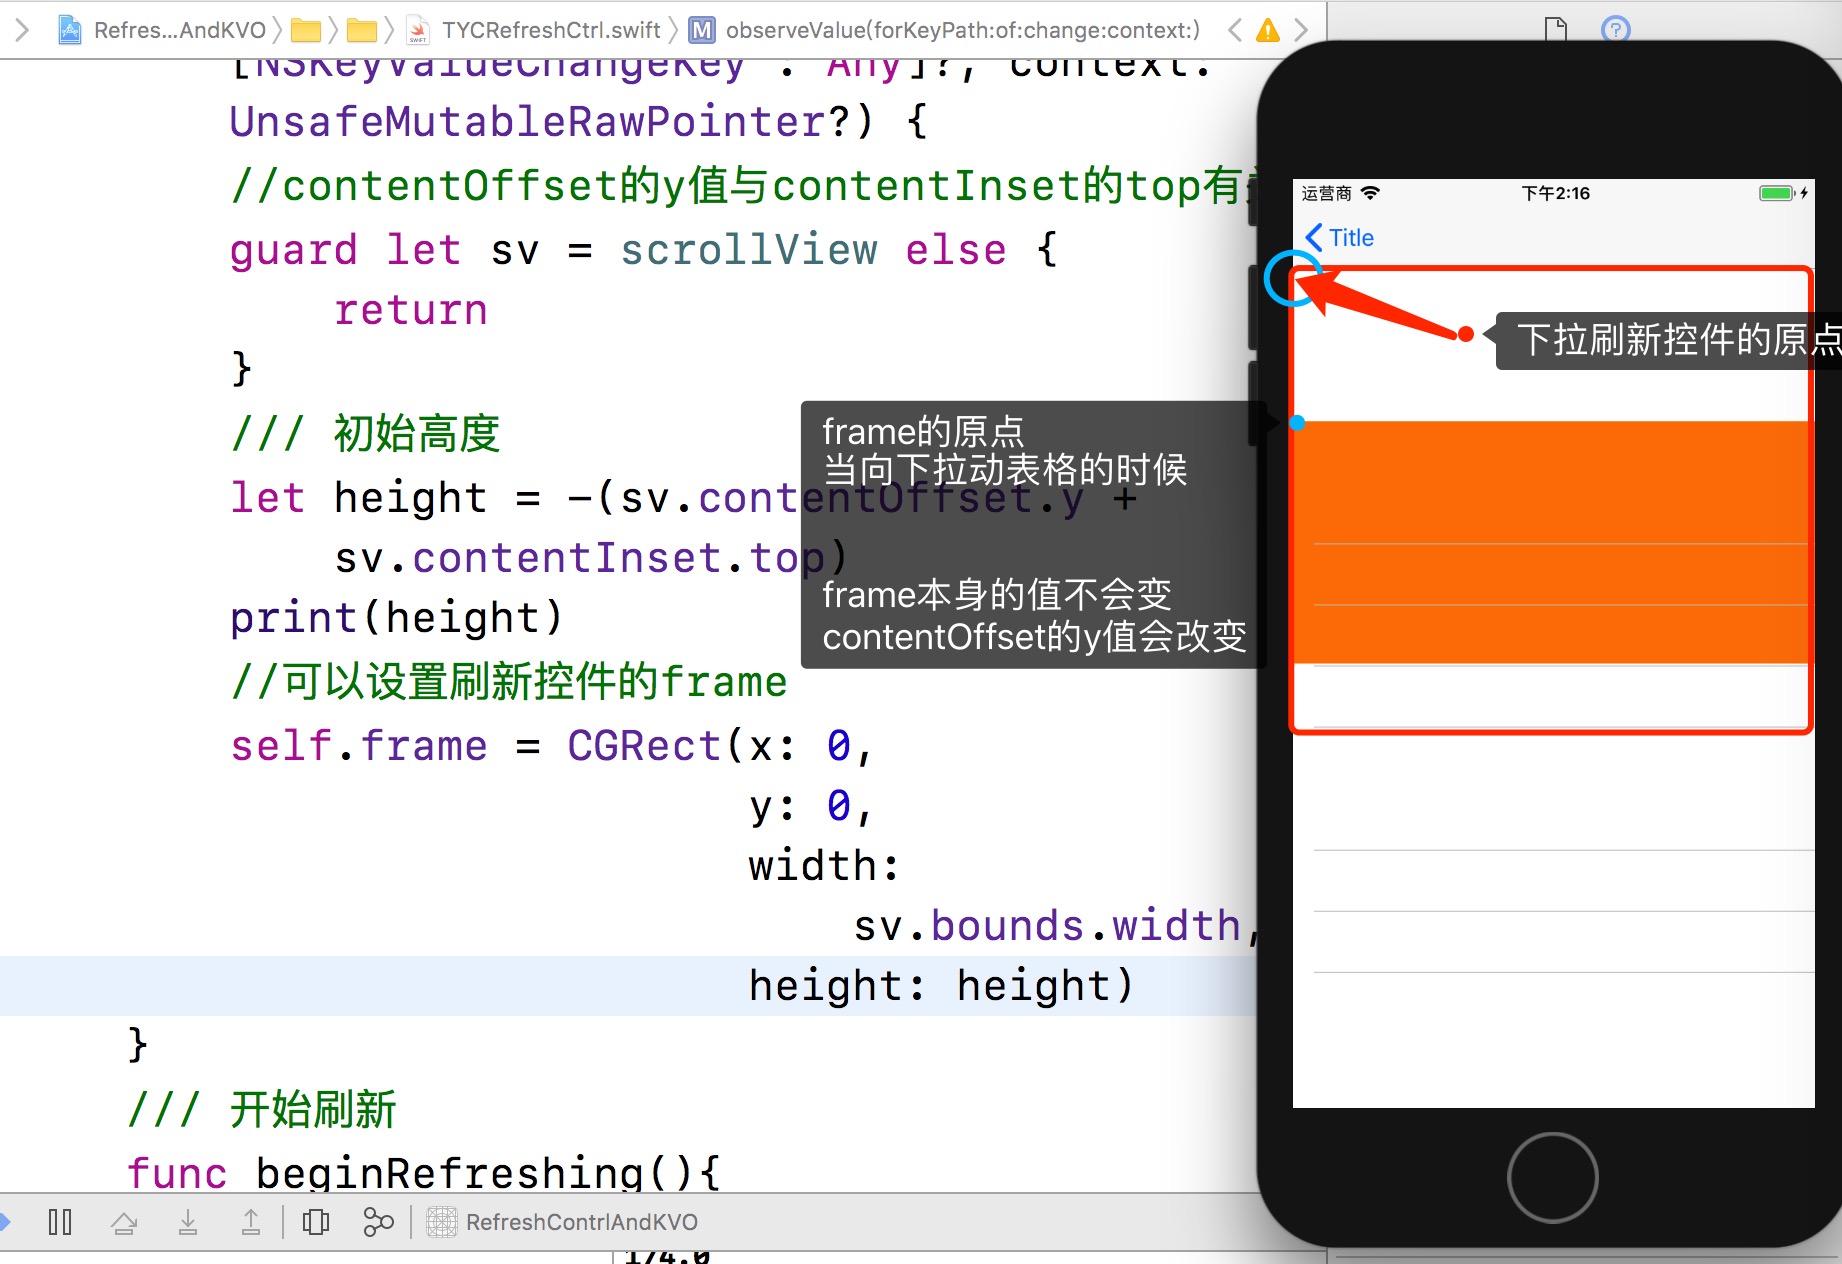 Refres...AndKVO
TYCRefreshCtrl.swift
M
observeValue(forKeyPath:of:change:context:)
[NSKeyValueChangeKey : Any]?, context:
UnsafeMutableRawPointer?) {
//contentOffset的y值与contentInset的top有
guard let sv = scrollView else {
return
}
/// 初始高度
let height = -(sv.contentOffset.y +
sv.contentInset.top)
print(height)
//可以设置刷新控件的frame
self.frame = CGRect(x: 0,
y: 0,
width:
sv.bounds.width,
height: height)
}
/// 开始刷新
func beginRefreshing(){
RefreshContrlAndKVO
174.0
frame的原点
当向下拉动表格的时候
frame本身的值不会变
contentOffset的y值会改变
运营商
下午2:16
Title
下拉刷新控件的原点